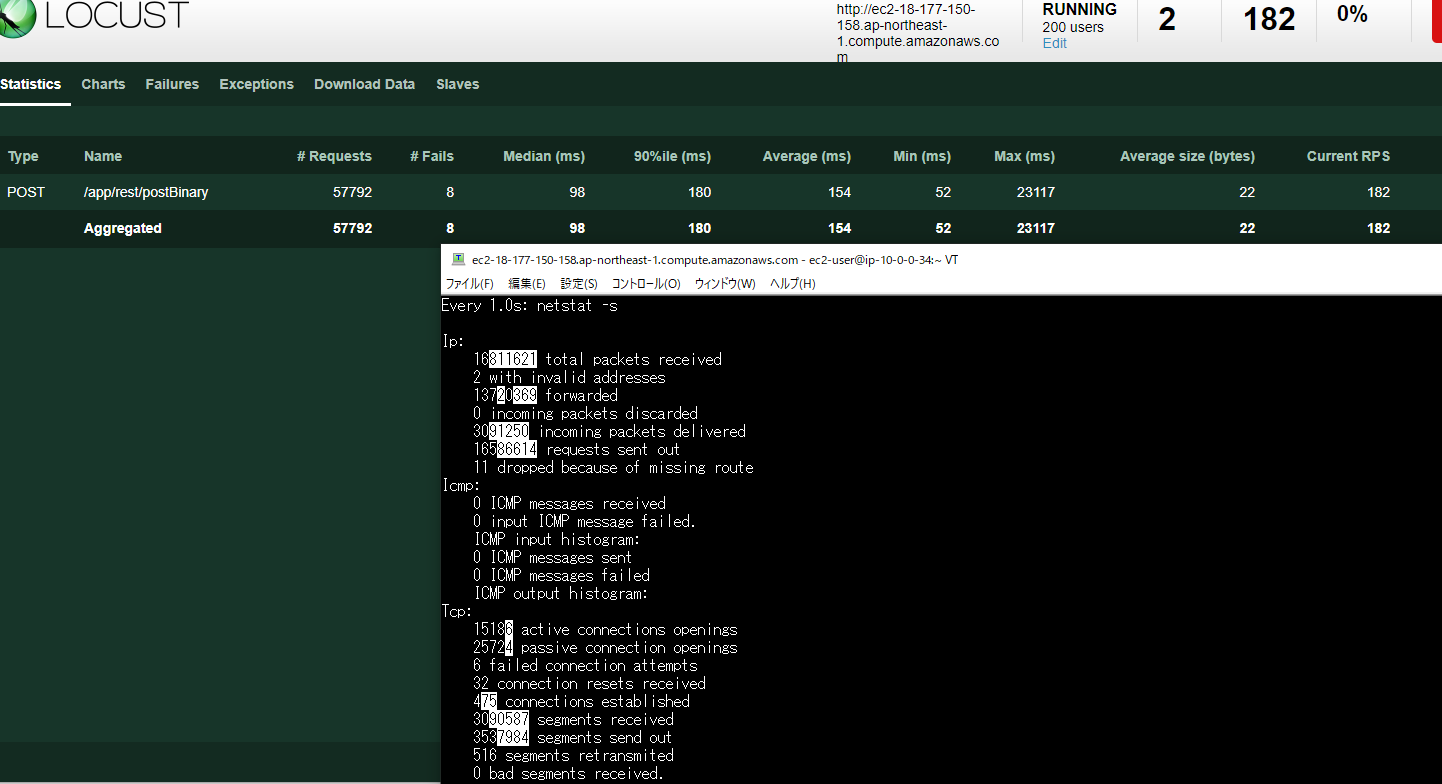 LOCUST
http://ec2-18-177-150-
158.ap-northeast-
1.compute.amazonaws.co
m
RUNNING
200 users
Edit
2
182
0%
Statistics Charts Failures Exceptions Download Data Slaves
Type Name # Requests # Fails Median (ms) 90%ile (ms) Average (ms) Min (ms) Max (ms) Average size (bytes) Current RPS
POST /app/rest/postBinary 57792 8 98 180 154 52 23117 22 182
Aggregated 57792 8 98 180 154 52 23117 22 182
ec2-18-177-150-158.ap-northeast-1.compute.amazonaws.com - ec2-user@ip-10-0-0-34:~ VT
ファイル(F) 編集(E) 設定(S) コントロール(O) ウィンドウ(W) ヘルプ(H)
Every 1.0s: netstat -s
Ip:
16811621 total packets received
2 with invalid addresses
13720369 forwarded
0 incoming packets discarded
3091250 incoming packets delivered
16586614 requests sent out
11 dropped because of missing route
Icmp:
0 ICMP messages received
0 input ICMP message failed.
ICMP input histogram:
0 ICMP messages sent
0 ICMP messages failed
ICMP output histogram:
Tcp:
15186 active connections openings
25724 passive connection openings
6 failed connection attempts
32 connection resets received
475 connections established
3090587 segments received
3537984 segments send out
516 segments retransmited
0 bad segments received.